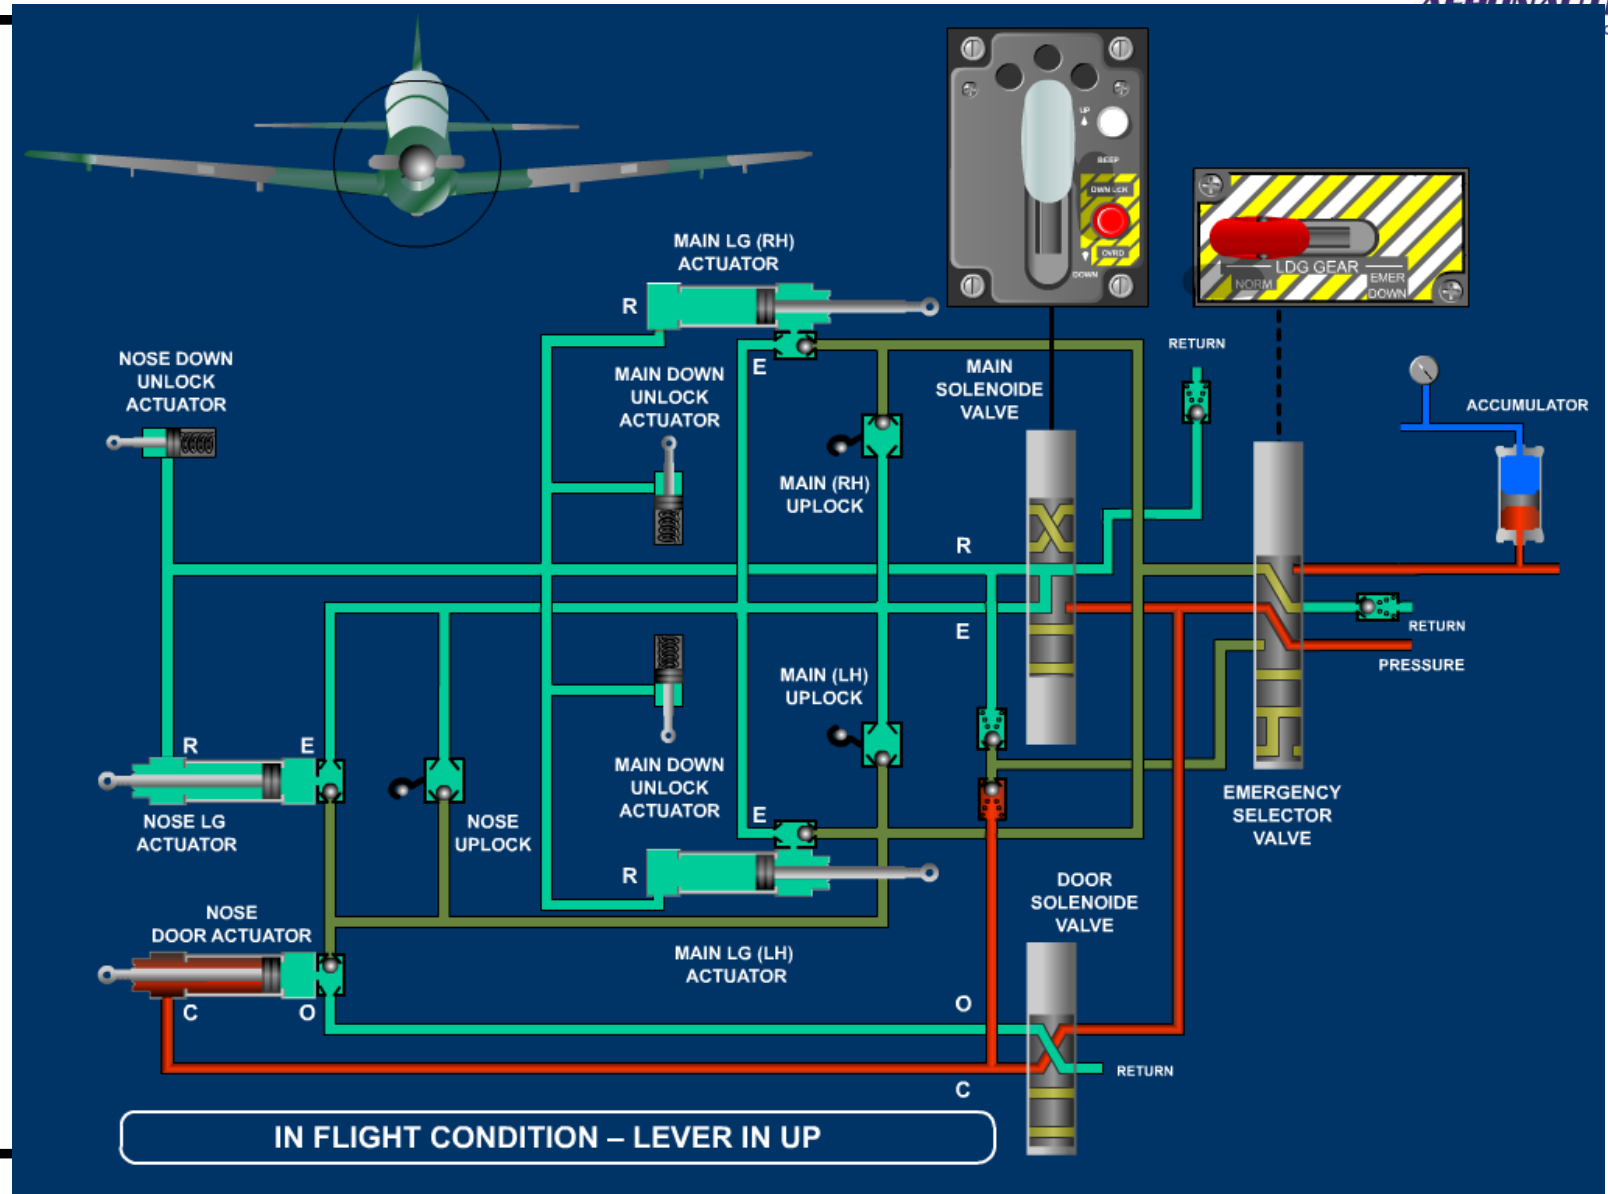 UP
BEEP
DWN LCK
OVRD
DOWN
LDG GEAR
NORM
EMER
DOWN
MAIN LG (RH)
ACTUATOR
R
E
NOSE DOWN
UNLOCK
ACTUATOR
MAIN DOWN
UNLOCK
ACTUATOR
MAIN
SOLENOIDE
VALVE
RETURN
ACCUMULATOR
MAIN (RH)
UPLOCK
R
E
RETURN
PRESSURE
MAIN (LH)
UPLOCK
R
E
NOSE LG
ACTUATOR
NOSE
UPLOCK
MAIN DOWN
UNLOCK
ACTUATOR
E
R
EMERGENCY
SELECTOR
VALVE
DOOR
SOLENOIDE
VALVE
NOSE
DOOR ACTUATOR
C
O
MAIN LG (LH)
ACTUATOR
O
C
RETURN
IN FLIGHT CONDITION – LEVER IN UP